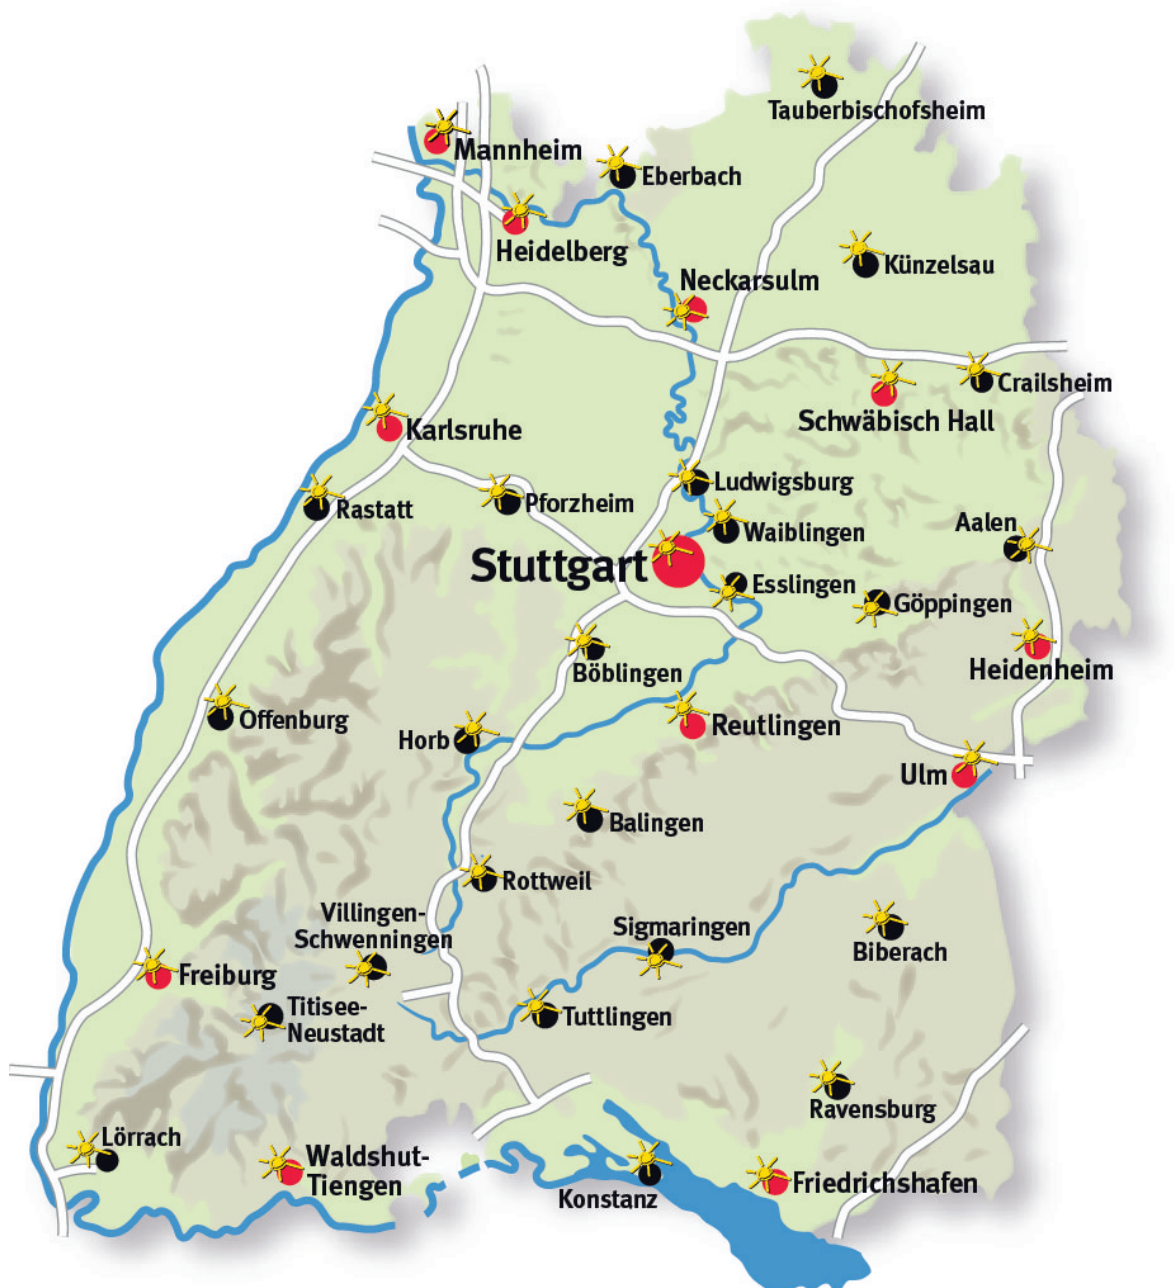 Tauberbischofsheim
Mannheim
Eberbach
Heidelberg
Künzelsau
Neckarsulm
Crailsheim
Schwäbisch Hall
Karlsruhe
Ludwigsburg
Rastatt
Pforzheim
Aalen
Waiblingen
Stuttgart
Esslingen
Göppingen
Böblingen
Heidenheim
Offenburg
Reutlingen
Horb
Ulm
Balingen
Rottweil
Villingen-
Schwenningen
Sigmaringen
Biberach
Freiburg
Titisee-
Neustadt
Tuttlingen
Ravensburg
Lörrach
Waldshut-
Tiengen
Friedrichshafen
Konstanz